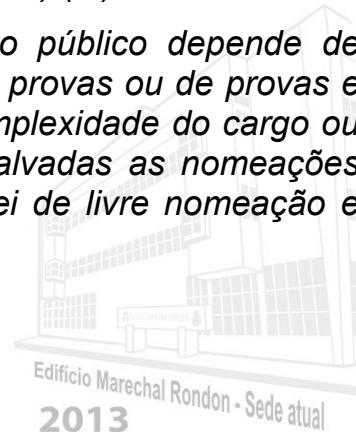 o público depende de
provas ou de provas e
mplexidade do cargo ou
alvadas as nomeações
ei de livre nomeação e
Edifício Marechal Rondon - Sede atual
2013